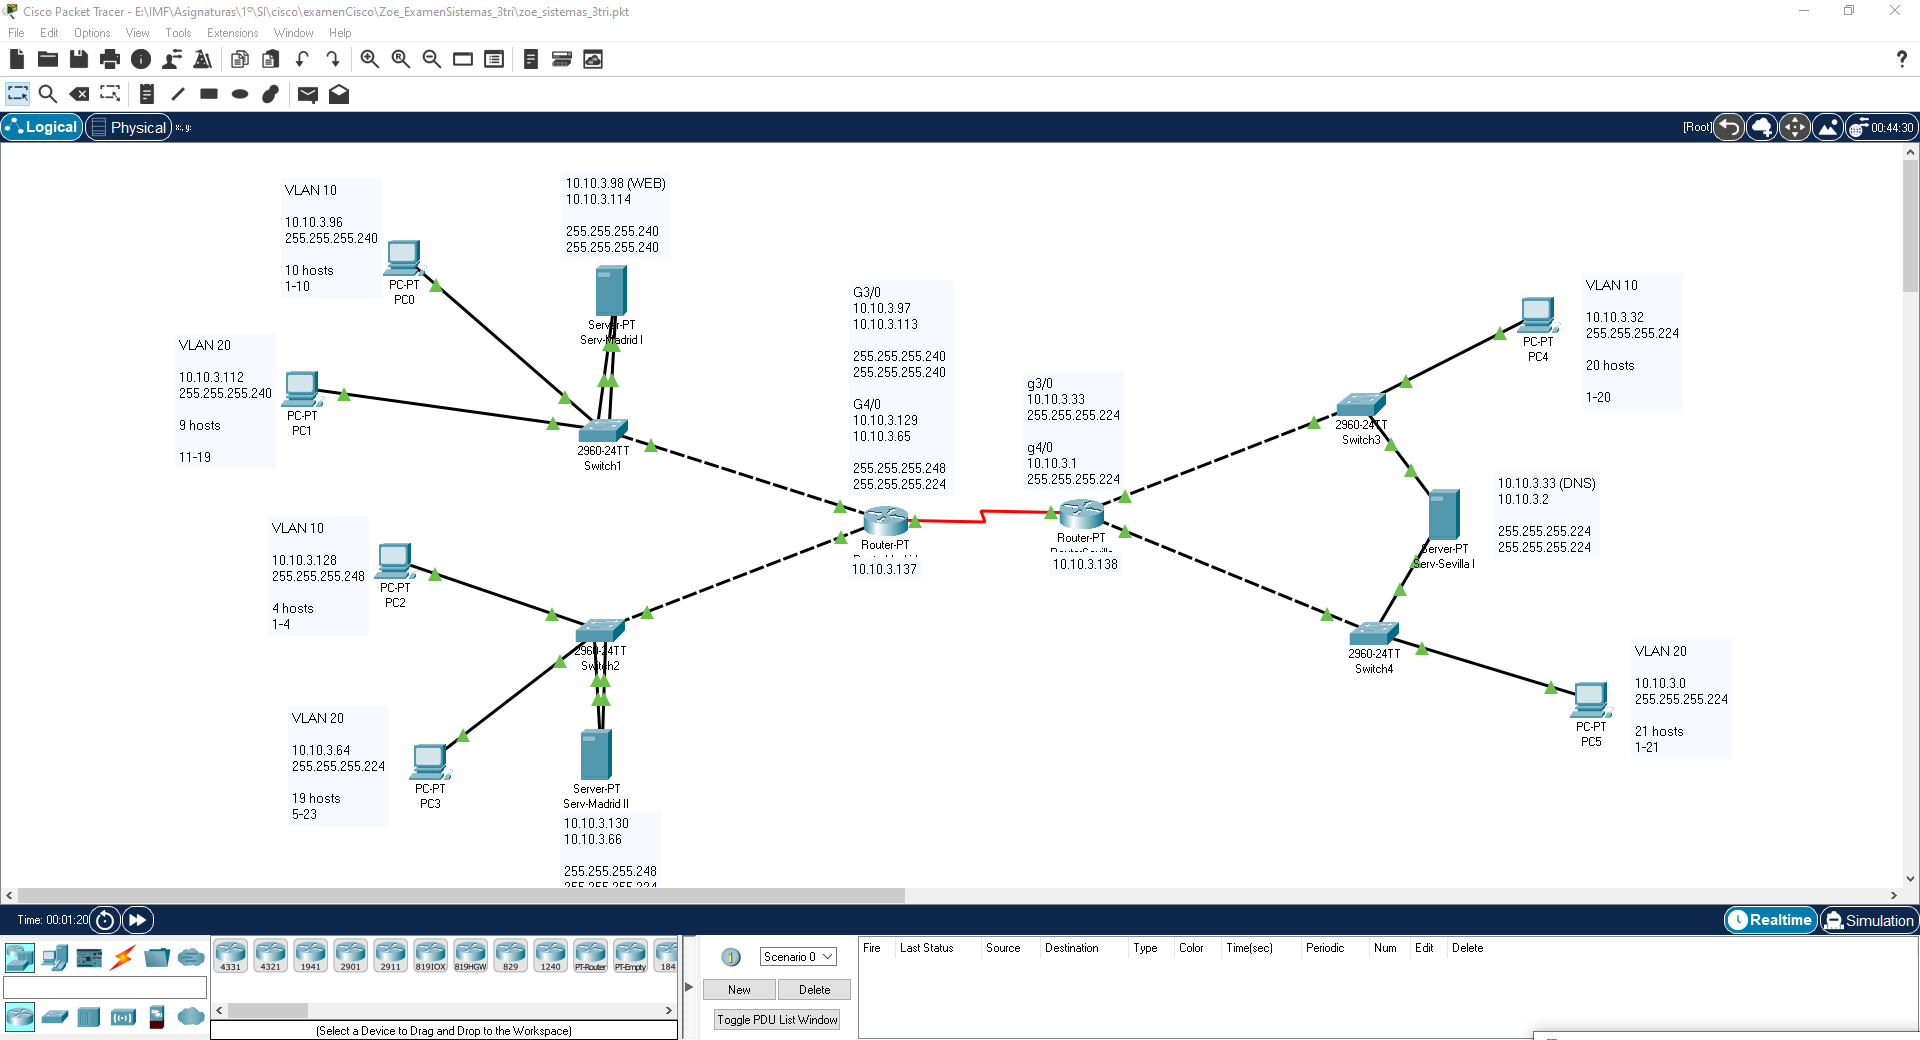 Cisco Packet Tracer - E:\IMF\Asignaturas\1º\SI\cisco\examenCisco\Zoe_ExamenSistemas_3tri\zoe_sistemas_3tri.pkt
File Edit Options View Tools Extensions Window Help
Logical
Physical
x:, y:
[Root]
00:44:30
VLAN 10
10.10.3.96
255.255.255.240
10 hosts
1-10
PC-PT
PC0
10.10.3.98 (WEB)
10.10.3.114
255.255.255.240
255.255.255.240
Server-PT
Serv-Madrid I
VLAN 20
10.10.3.112
255.255.255.240
9 hosts
11-19
PC-PT
PC1
2960-24TT
Switch1
G3/0
10.10.3.97
10.10.3.113
255.255.255.240
255.255.255.240
G4/0
10.10.3.129
10.10.3.65
255.255.255.248
255.255.255.224
Router-PT
10.10.3.137
g3/0
10.10.3.33
255.255.255.224
g4/0
10.10.3.1
255.255.255.224
Router-PT
10.10.3.138
VLAN 10
10.10.3.32
255.255.255.224
20 hosts
1-20
PC-PT
PC4
2960-24TT
Switch3
10.10.3.33 (DNS)
10.10.3.2
255.255.255.224
255.255.255.224
Server-PT
Serv-Sevilla I
2960-24TT
Switch4
VLAN 20
10.10.3.0
255.255.255.224
21 hosts
1-21
PC-PT
PC5
VLAN 10
10.10.3.128
255.255.255.248
4 hosts
1-4
PC-PT
PC2
2960-24TT
Switch2
VLAN 20
10.10.3.64
255.255.255.224
19 hosts
5-23
PC-PT
PC3
Server-PT
Serv-Madrid II
10.10.3.130
10.10.3.66
255.255.255.248
255.255.255.224
Time: 00:01:20
Realtime
Simulation
4331 4321 1941 2901 2911 819IOX 819HGW 829 1240 PT-Router PT-Empty 184
(Select a Device to Drag and Drop to the Workspace)
Scenario 0
New
Delete
Toggle PDU List Window
Fire Last Status Source Destination Type Color Time(sec) Periodic Num Edit Delete